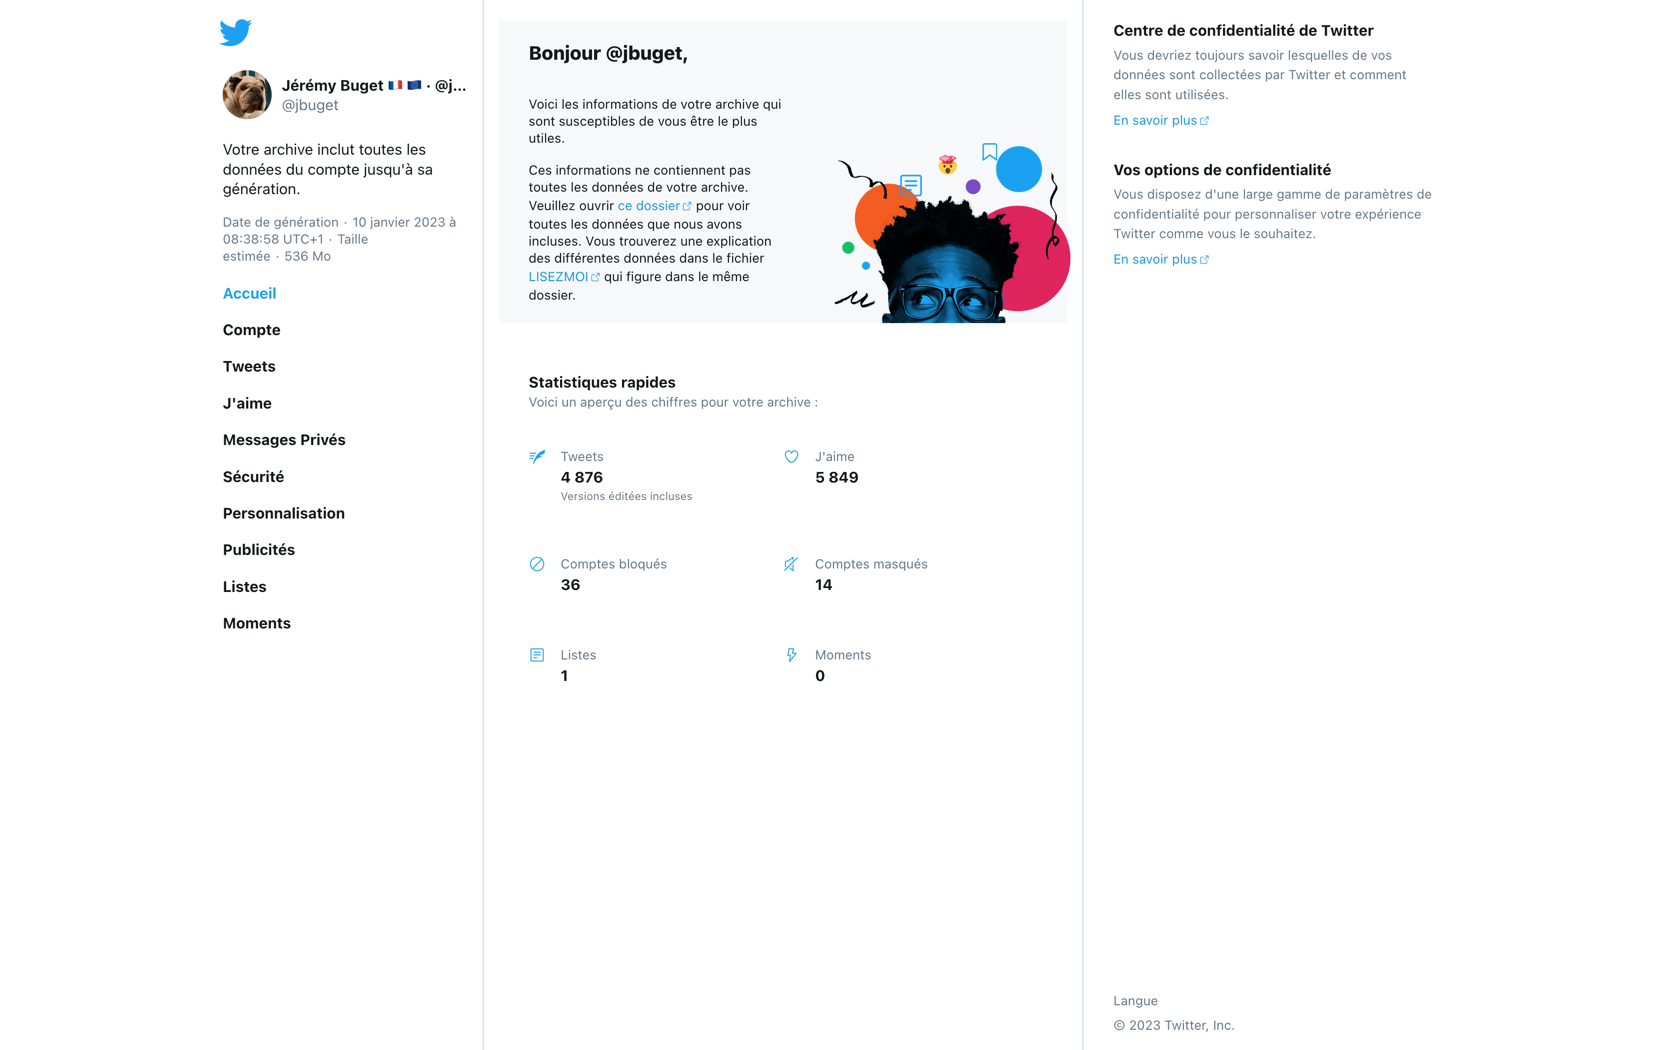 Jérémy Buget 🇫🇷 🇪🇺 · @j...
@jbuget
Votre archive inclut toutes les
données du compte jusqu'à sa
génération.
Date de génération · 10 janvier 2023 à
08:38:58 UTC+1 · Taille
estimée · 536 Mo
Accueil
Compte
Tweets
J'aime
Messages Privés
Sécurité
Personnalisation
Publicités
Listes
Moments
Bonjour @jbuget,
Voici les informations de votre archive qui
sont susceptibles de vous être le plus
utiles.
Ces informations ne contiennent pas
toutes les données de votre archive.
Veuillez ouvrir ce dossier pour voir
toutes les données que nous avons
incluses. Vous trouverez une explication
des différentes données dans le fichier
LISEZMOI qui figure dans le même
dossier.
Statistiques rapides
Voici un aperçu des chiffres pour votre archive :
Tweets
4 876
Versions éditées incluses
J'aime
5 849
Comptes bloqués
36
Comptes masqués
14
Listes
1
Moments
0
Centre de confidentialité de Twitter
Vous devriez toujours savoir lesquelles de vos
données sont collectées par Twitter et comment
elles sont utilisées.
En savoir plus
Vos options de confidentialité
Vous disposez d'une large gamme de paramètres de
confidentialité pour personnaliser votre expérience
Twitter comme vous le souhaitez.
En savoir plus
Langue
© 2023 Twitter, Inc.